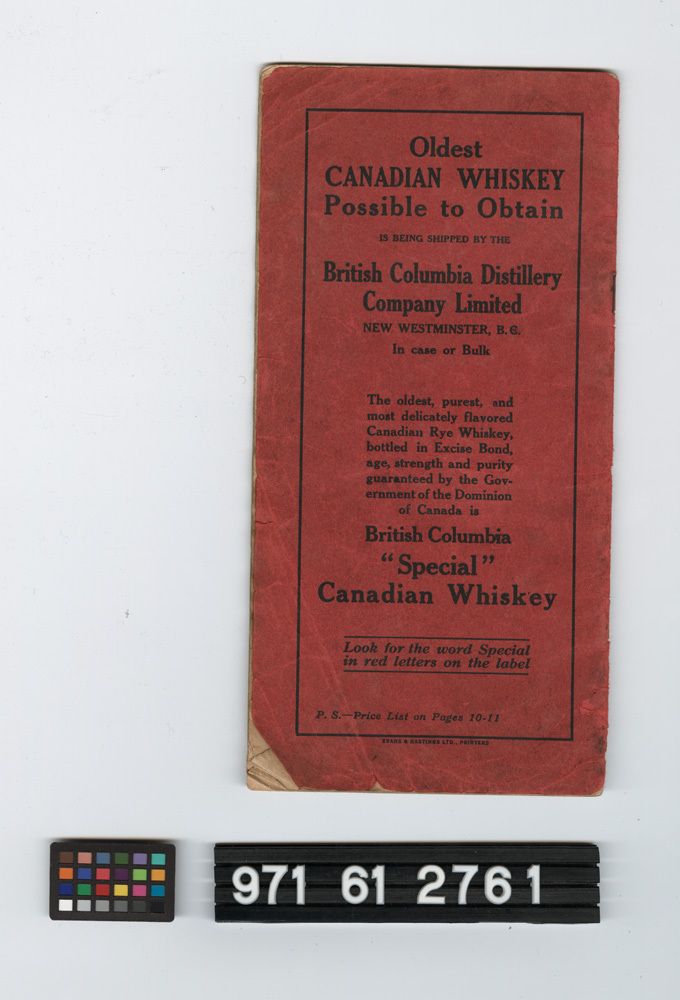 Oldest
CANADIAN WHISKEY
Possible to Obtain
IS BEING SHIPPED BY THE
British Columbia Distillery
Company Limited
NEW WESTMINSTER, B.C.
In case or Bulk
The oldest, purest, and
most delicately flavored
Canadian Rye Whiskey,
bottled in Excise Bond,
age, strength and purity
guaranteed by the Gov-
ernment of the Dominion
of Canada is
British Columbia
“Special”
Canadian Whiskey
Look for the word Special
in red letters on the label
P. S.—Price List on Pages 10-11
EVANS & HASTINGS LTD., PRINTERS
971 61 2761